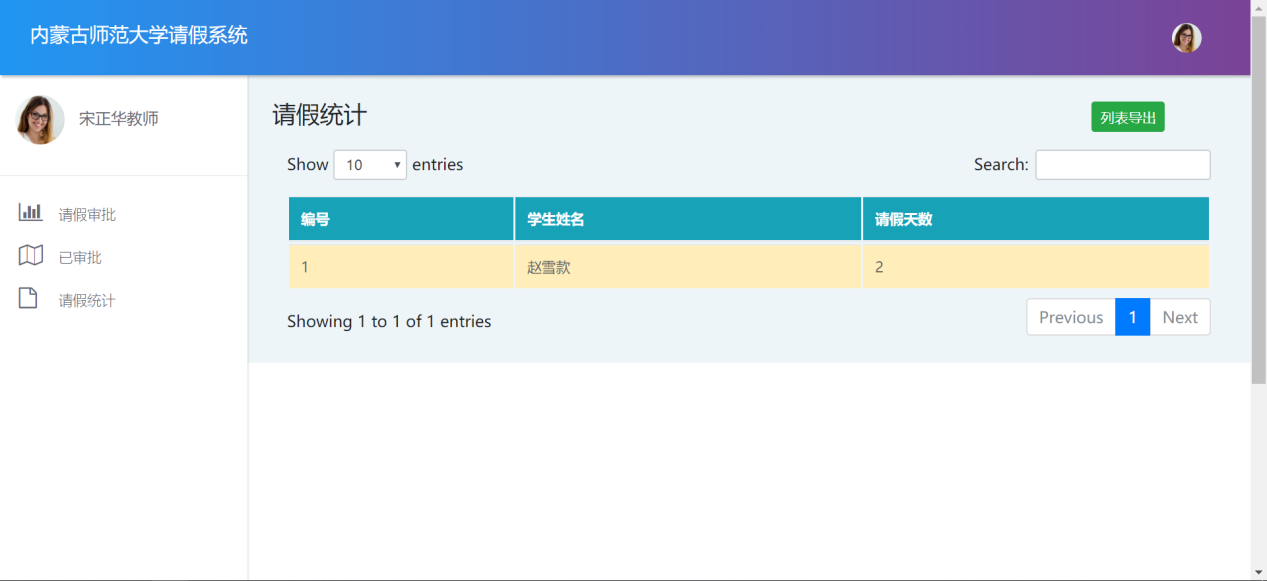 内蒙古师范大学请假系统
宋正华教师
请假审批
已审批
请假统计
请假统计
列表导出
Show 10 entries
Search:
编号 学生姓名 请假天数
1 赵雪款 2
Showing 1 to 1 of 1 entries
Previous 1 Next